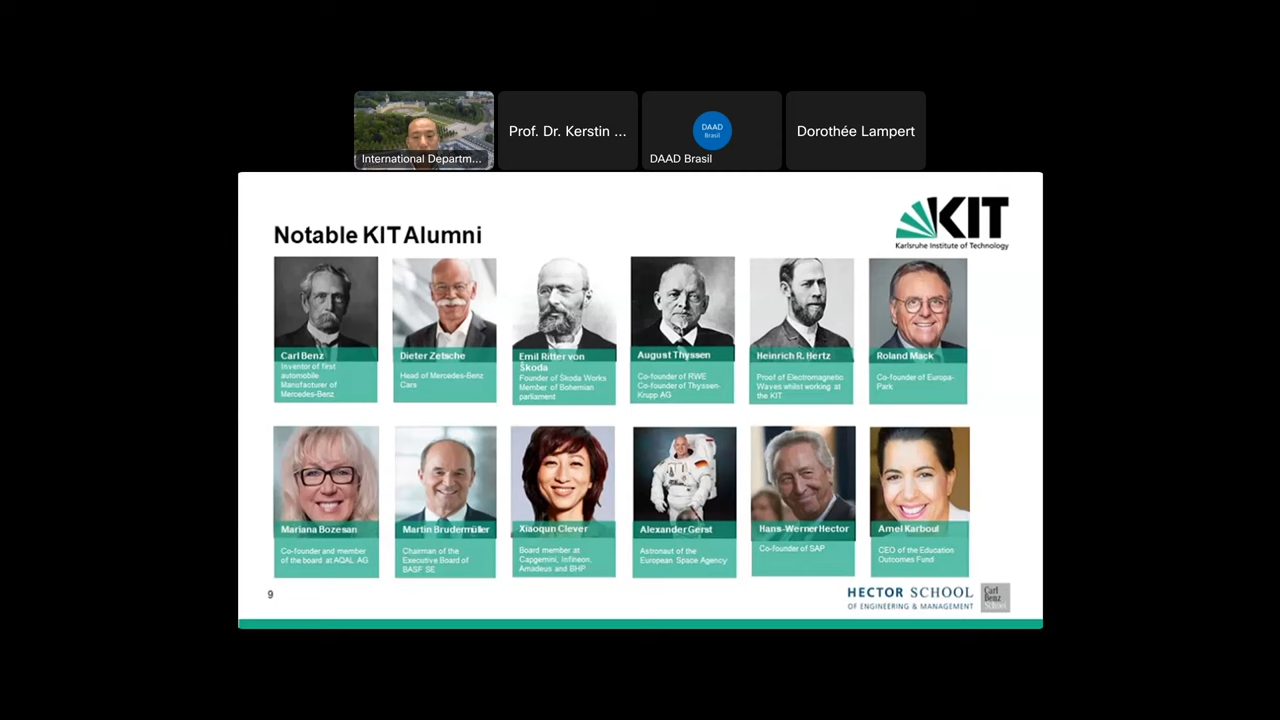 International Departm...
Prof. Dr. Kerstin ...
DAAD
Brasil
DAAD Brasil
Dorothée Lampert
Notable KIT Alumni
KIT
Karlsruhe Institute of Technology
Carl Benz
Inventor of first
automobile
Manufacturer of
Mercedes-Benz
Dieter Zetsche
Head of Mercedes-Benz
Cars
Emil Ritter von
Škoda
Founder of Skoda Works
Member of Bohemian
parliament
August Thyssen
Co-founder of RWE
Co-founder of Thyssen-
Krupp AG
Heinrich R. Hertz
Proof of Electromagnetic
Waves whilst working at
the KIT
Roland Mack
Co-founder of Europa-
Park
Mariana Bozesan
Co-founder and member
of the board at AQAL AG
Martin Brudermüller
Chairman of the
Executive Board of
BASF SE
Xiaoqun Clever
Board member at
Capgemini, Infineon,
Amadeus and BHP
Alexander Gerst
Astronaut of the
European Space Agency
Hans-Werner Hector
Co-founder of SAP
Amel Karboul
CEO of the Education
Outcomes Fund
9
HECTOR SCHOOL
OF ENGINEERING & MANAGEMENT
Carl
Benz
School